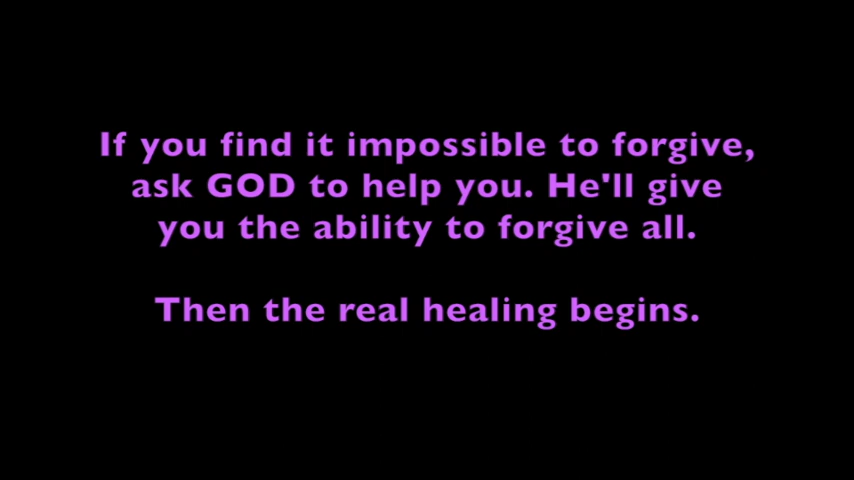 If you find it impossible to forgive,
ask GOD to help you. He'll give
you the ability to forgive all.
Then the real healing begins.